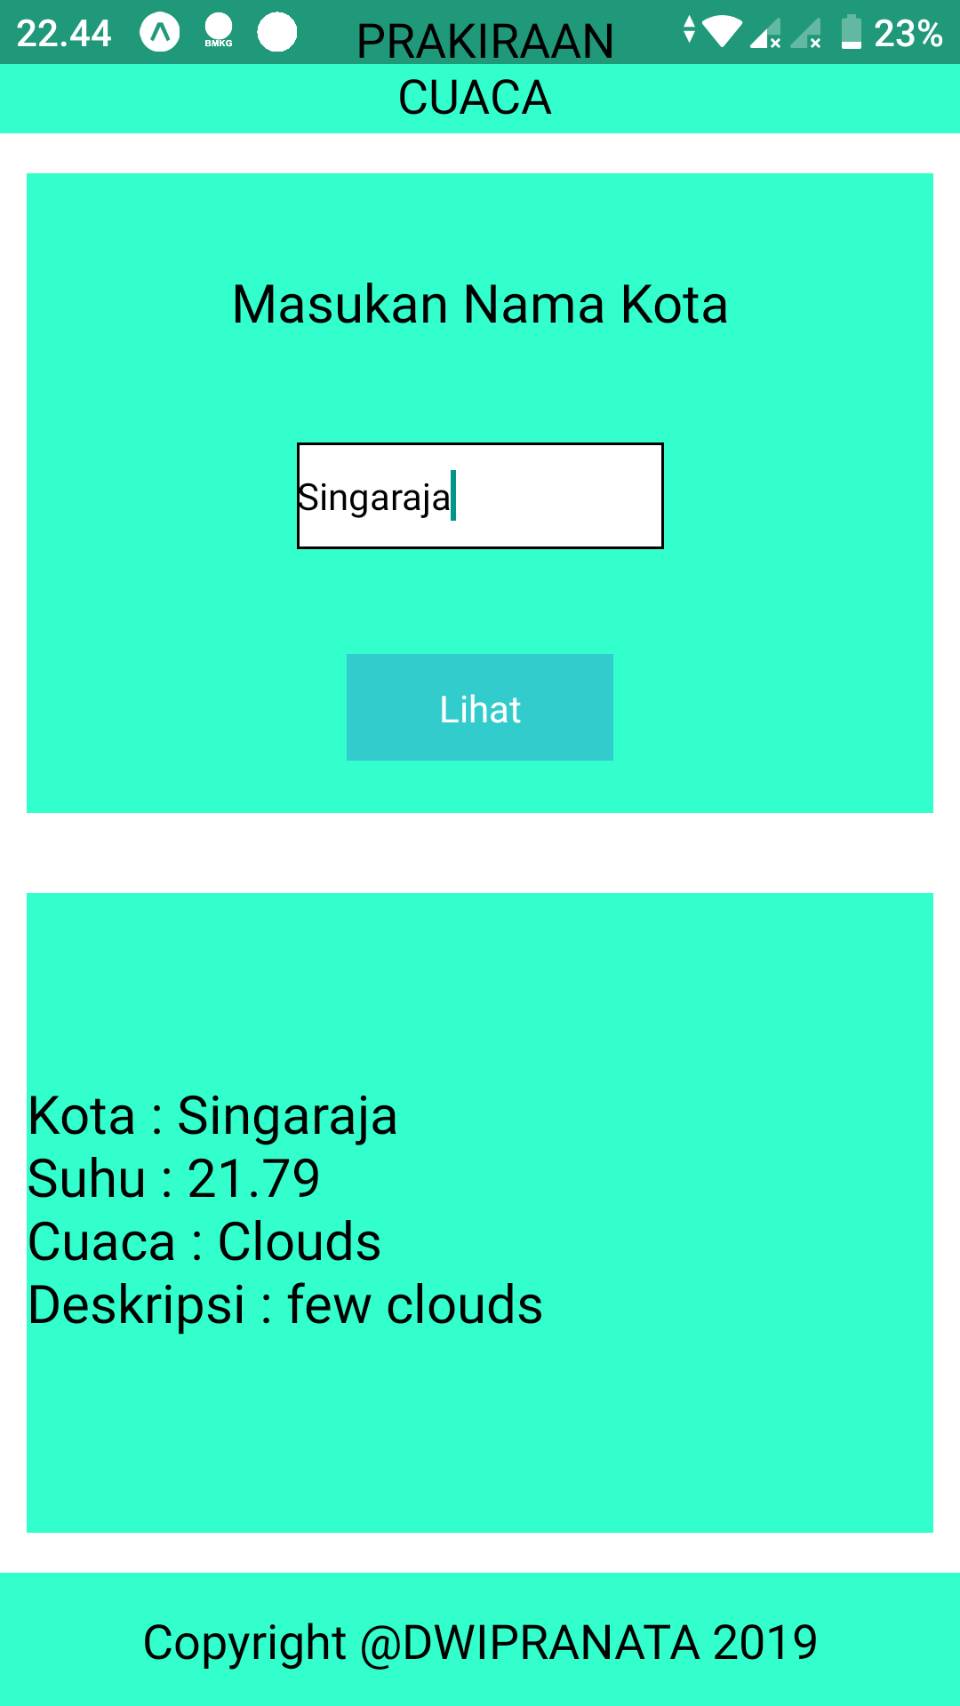 22.44 BMKG 23%
PRAKIRAAN
CUACA
Masukan Nama Kota
Singaraja
Lihat
Kota : Singaraja
Suhu : 21.79
Cuaca : Clouds
Deskripsi : few clouds
Copyright @DWIPRANATA 2019